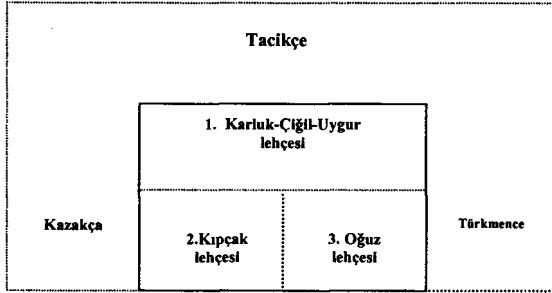 Tacikçe
1. Karluk-Çiğil-Uygur
lehçesi
Kazakça
2.Kıpçak
lehçesi
3. Oğuz
lehçesi
Türkmence